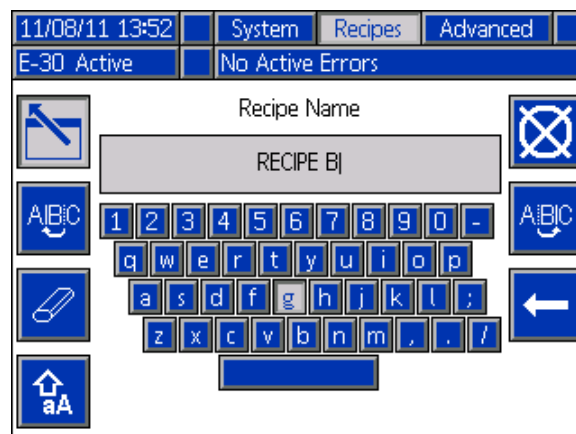 11/08/11 13:52 System Recipes Advanced
E-30 Active No Active Errors
Recipe Name
RECIPE B
ABC ABC
1 2 3 4 5 6 7 8 9 0 -
q w e r t y u i o p
a s d f g h j k l ;
z x c v b n m , . /
aA